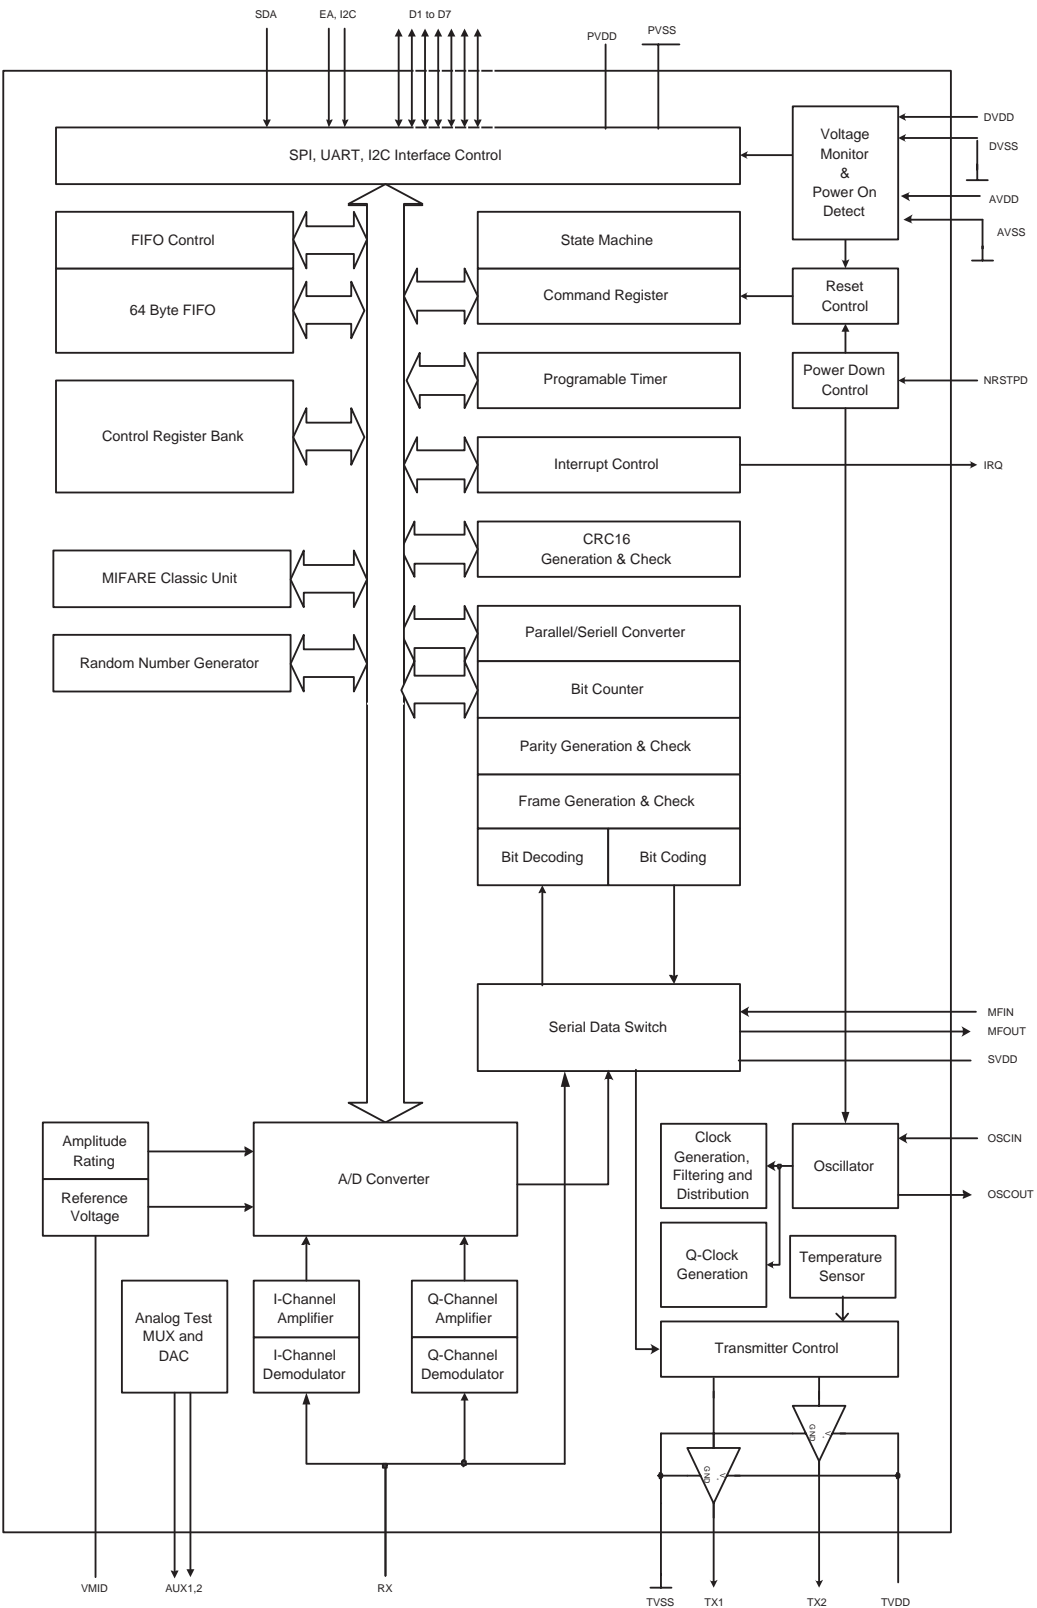 SDA
EA, I2C
D1 to D7
PVDD
PVSS
SPI, UART, I2C Interface Control
Voltage
Monitor
&
Power On
Detect
DVDD
DVSS
AVDD
AVSS
FIFO Control
64 Byte FIFO
State Machine
Command Register
Reset
Control
Control Register Bank
Programable Timer
Power Down
Control
NRSTPD
Interrupt Control
IRQ
CRC16
Generation & Check
MIFARE Classic Unit
Random Number Generator
Parallel/Seriell Converter
Bit Counter
Parity Generation & Check
Frame Generation & Check
Bit Decoding
Bit Coding
Serial Data Switch
MFIN
MFOUT
SVDD
Amplitude
Rating
Reference
Voltage
A/D Converter
Clock
Generation,
Filtering and
Distribution
Oscillator
OSCIN
OSCOUT
Q-Clock
Generation
Temperature
Sensor
Analog Test
MUX and
DAC
I-Channel
Amplifier
I-Channel
Demodulator
Q-Channel
Amplifier
Q-Channel
Demodulator
Transmitter Control
GND
V+
GND
V+
VMID
AUX1,2
RX
TVSS
TX1
TX2
TVDD